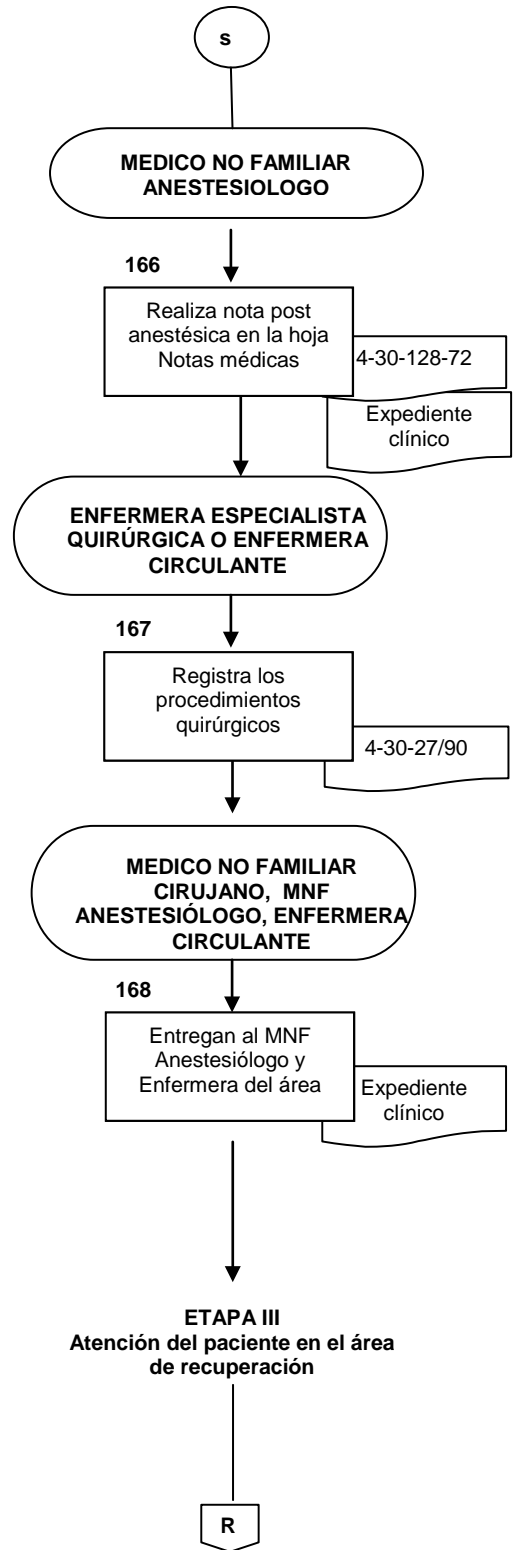 s
MEDICO NO FAMILIAR
ANESTESIOLOGO
166
Realiza nota post
anestésica en la hoja
Notas médicas
4-30-128-72
Expediente
clínico
ENFERMERA ESPECIALISTA
QUIRÚRGICA O ENFERMERA
CIRCULANTE
167
Registra los
procedimientos
quirúrgicos
4-30-27/90
MEDICO NO FAMILIAR
CIRUJANO, MNF
ANESTESIÓLOGO, ENFERMERA
CIRCULANTE
168
Entregan al MNF
Anestesiólogo y
Enfermera del área
Expediente
clínico
ETAPA III
Atención del paciente en el área
de recuperación
R